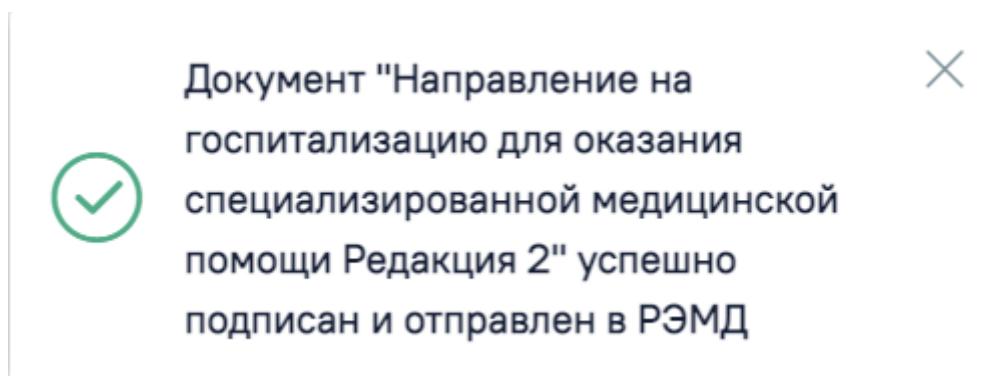 Документ "Направление на
госпитализацию для оказания
специализированной медицинской
помощи Редакция 2" успешно
подписан и отправлен в РЭМД